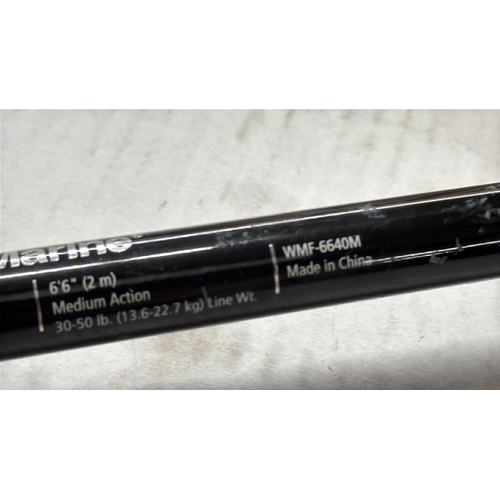 Marine®
6'6" (2 m)
Medium Action
30-50 lb. (13.6-22.7 kg) Line Wt.
WMF-6640M
Made in China